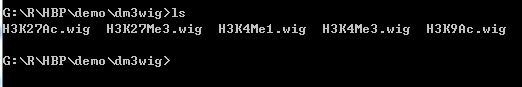 G:\R\HBP\demo\dm3wig>ls
H3K27Ac.wig  H3K27Me3.wig  H3K4Me1.wig  H3K4Me3.wig  H3K9Ac.wig
G:\R\HBP\demo\dm3wig>